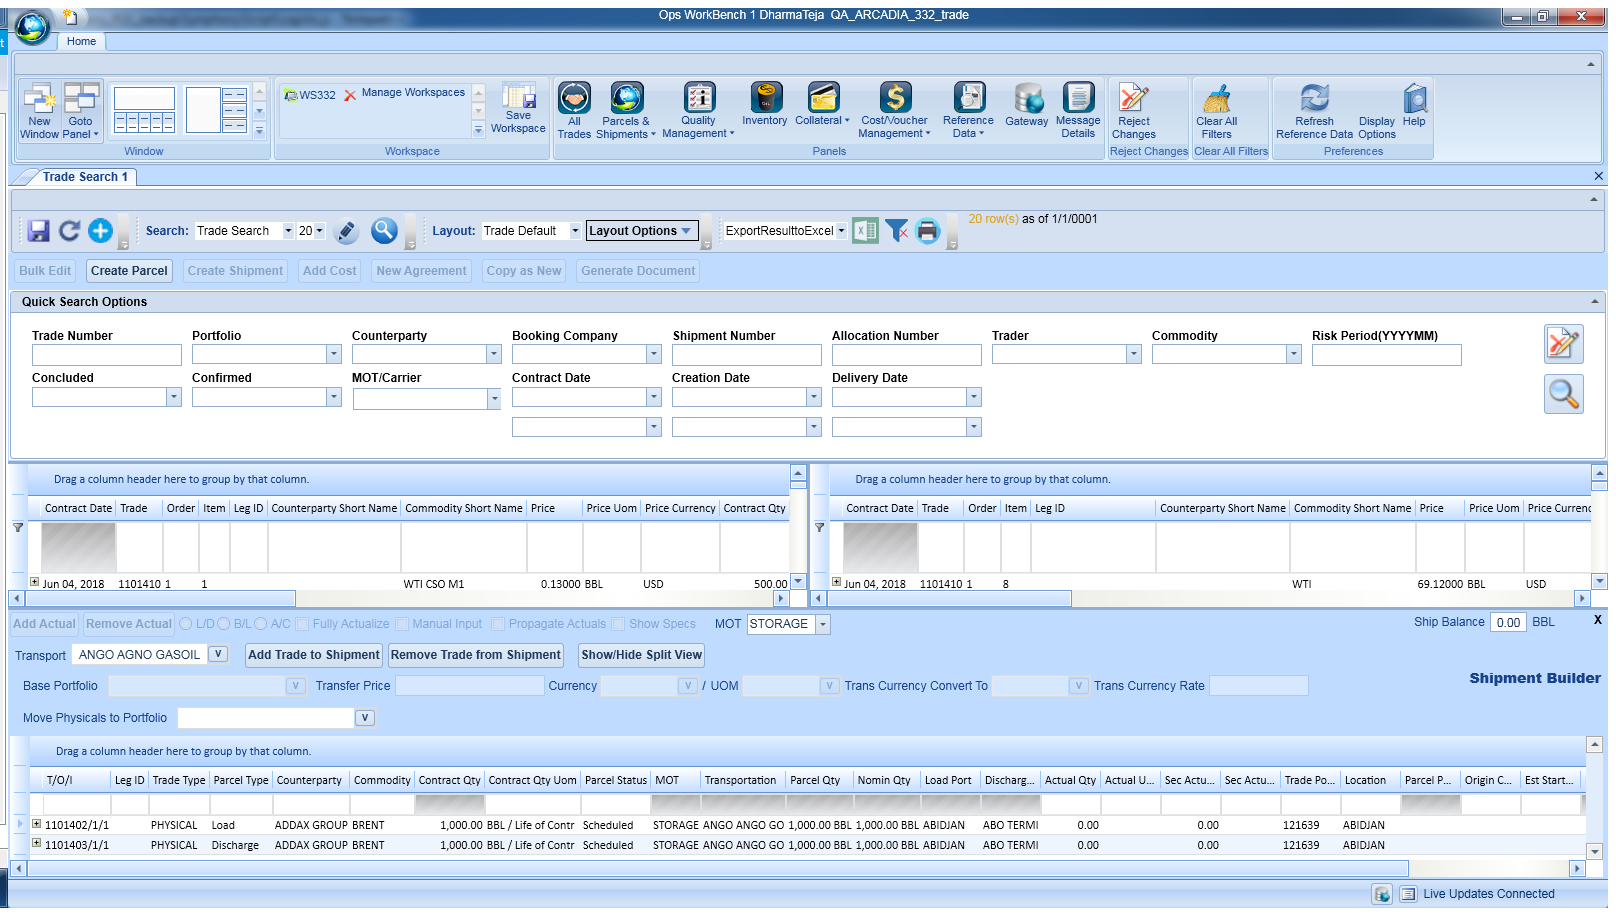 Ops WorkBench 1 DharmaTeja QA_ARCADIA_332_trade
Home
New Window
Goto Panel
Window
WS332
Manage Workspaces
Save Workspace
Workspace
All Trades
Parcels & Shipments
Quality Management
Inventory
Collateral
Cost/Voucher Management
Reference Data
Gateway
Message Details
Panels
Reject Changes
Reject Changes
Clear All Filters
Clear All Filters
Refresh Reference Data
Display Options
Help
Preferences
Trade Search 1
Search: Trade Search 20 Layout: Trade Default Layout Options ExportResulttoExcel 20 row(s) as of 1/1/0001
Bulk Edit Create Parcel Create Shipment Add Cost New Agreement Copy as New Generate Document
Quick Search Options
Trade Number Portfolio Counterparty Booking Company Shipment Number Allocation Number Trader Commodity Risk Period(YYYYMM)
Concluded Confirmed MOT/Carrier Contract Date Creation Date Delivery Date
Drag a column header here to group by that column.
Contract Date Trade Order Item Leg ID Counterparty Short Name Commodity Short Name Price Price Uom Price Currency Contract Qty
Jun 04, 2018 1101410 1 1 WTI CSO M1 0.13000 BBL USD 500.00
Drag a column header here to group by that column.
Contract Date Trade Order Item Leg ID Counterparty Short Name Commodity Short Name Price Price Uom Price Currenc
Jun 04, 2018 1101410 1 8 WTI 69.12000 BBL USD
Add Actual Remove Actual L/D B/L A/C Fully Actualize Manual Input Propagate Actuals Show Specs MOT STORAGE Ship Balance 0.00 BBL X
Transport ANGO AGNO GASOIL V Add Trade to Shipment Remove Trade from Shipment Show/Hide Split View
Shipment Builder
Base Portfolio V Transfer Price Currency V / UOM V Trans Currency Convert To V Trans Currency Rate
Move Physicals to Portfolio V
Drag a column header here to group by that column.
T/O/I Leg ID Trade Type Parcel Type Counterparty Commodity Contract Qty Contract Qty Uom Parcel Status MOT Transportation Parcel Qty Nomin Qty Load Port Discharg... Actual Qty Actual U... Sec Actu... Sec Actu... Trade Po... Location Parcel P... Origin C... Est Start...
1101402/1/1 PHYSICAL Load ADDAX GROUP BRENT 1,000.00 BBL / Life of Contr Scheduled STORAGE ANGO ANGO GO 1,000.00 BBL 1,000.00 BBL ABIDJAN ABO TERMI 0.00 0.00 121639 ABIDJAN
1101403/1/1 PHYSICAL Discharge ADDAX GROUP BRENT 1,000.00 BBL / Life of Contr Scheduled STORAGE ANGO ANGO GO 1,000.00 BBL 1,000.00 BBL ABIDJAN ABO TERMI 0.00 0.00 121639 ABIDJAN
Live Updates Connected